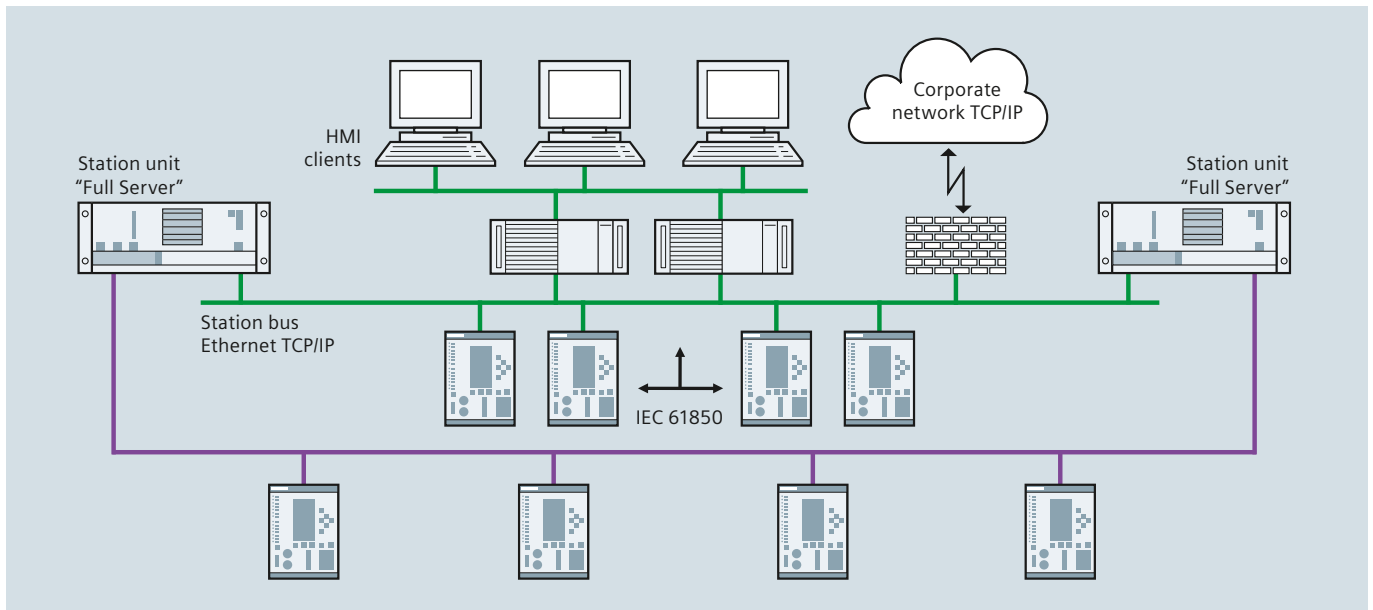 Corporate
network TCP/IP
HMI
clients
Station unit
“Full Server”
Station unit
“Full Server”
Station bus
Ethernet TCP/IP
IEC 61850